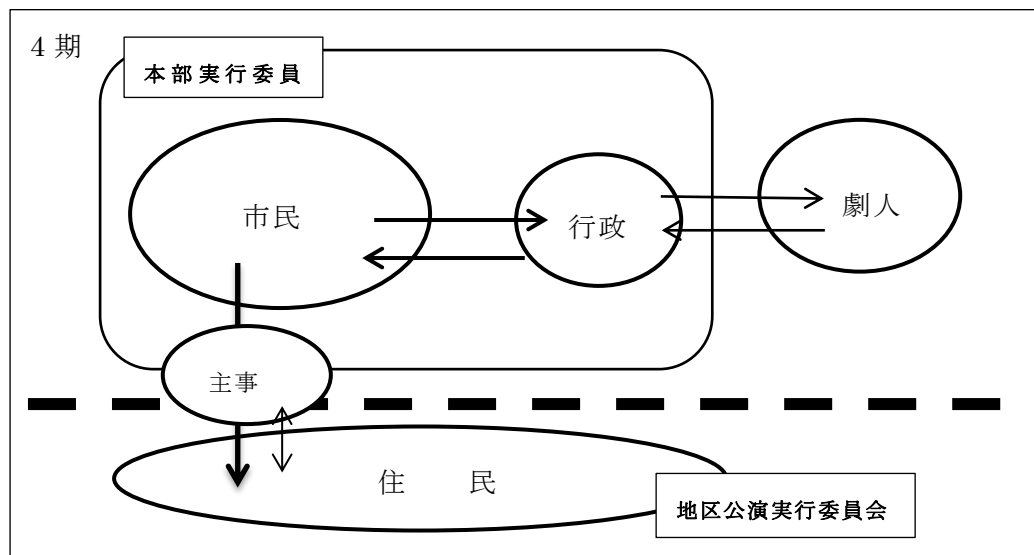 4期
本部実行委員
市民
行政
劇人
主事
住　　民
地区公演実行委員会